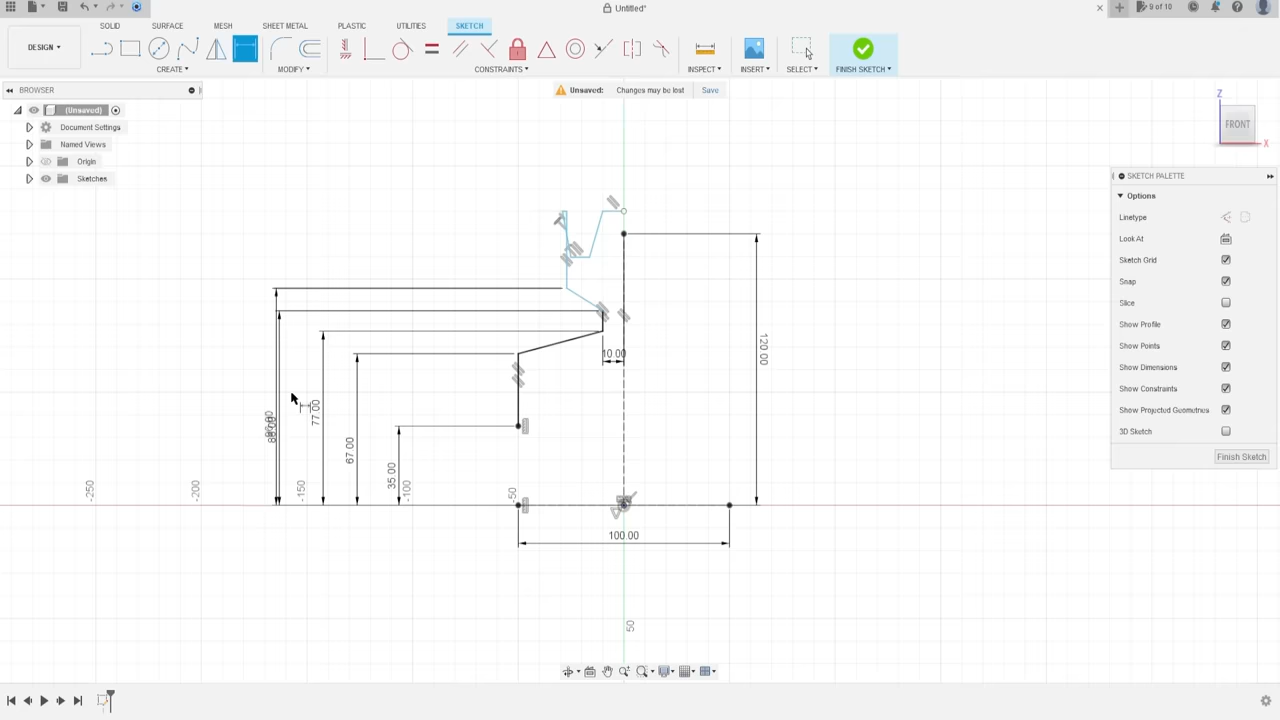 Untitled*
9 of 10
SOLID SURFACE MESH SHEET METAL PLASTIC UTILITIES SKETCH
DESIGN
CREATE MODIFY CONSTRAINTS INSPECT INSERT SELECT FINISH SKETCH
BROWSER
Unsaved: Changes may be lost Save
(Unsaved)
Document Settings
Named Views
Origin
Sketches
Z
FRONT
X
SKETCH PALETTE
Options
Linetype
Look At
Sketch Grid
Snap
Slice
Show Profile
Show Points
Show Dimensions
Show Constraints
Show Projected Geometries
3D Sketch
Finish Sketch
120.00
10.00
77.00
67.00
35.00
-250
-200
-150
-100
-50
100.00
50